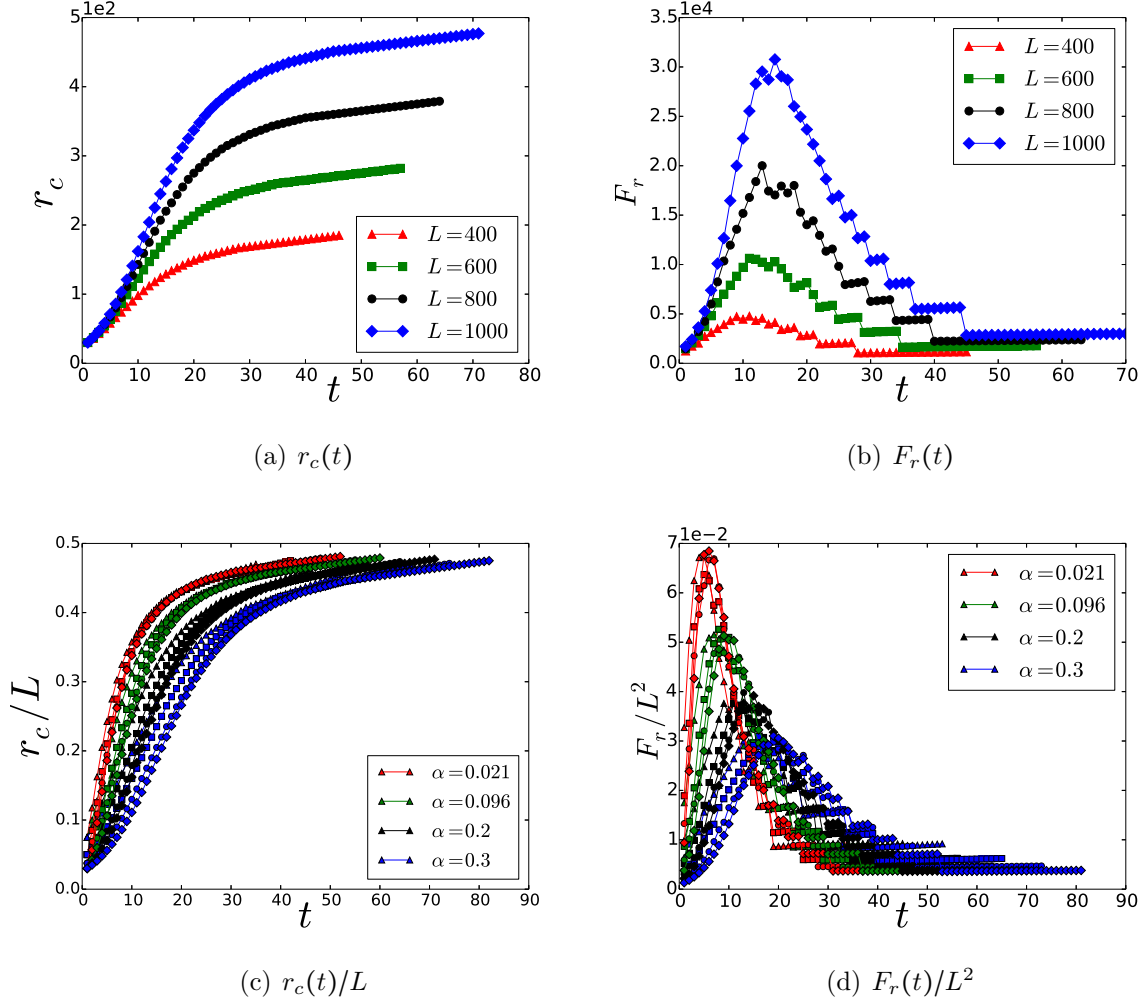 5 1e2
4
3
2
1
0
0 10 20 30 40 50 60 70 80
r_c
t
L=400
L=600
L=800
L=1000
(a) r_c(t)
3.5 1e4
3.0
2.5
2.0
1.5
1.0
0.5
0.0
0 10 20 30 40 50 60 70
F_r
t
L=400
L=600
L=800
L=1000
(b) F_r(t)
0.5
0.4
0.3
0.2
0.1
0.0
0 10 20 30 40 50 60 70 80 90
r_c/L
t
α=0.021
α=0.096
α=0.2
α=0.3
(c) r_c(t)/L
7 1e-2
6
5
4
3
2
1
0
0 10 20 30 40 50 60 70 80 90
F_r/L^2
t
α=0.021
α=0.096
α=0.2
α=0.3
(d) F_r(t)/L^2